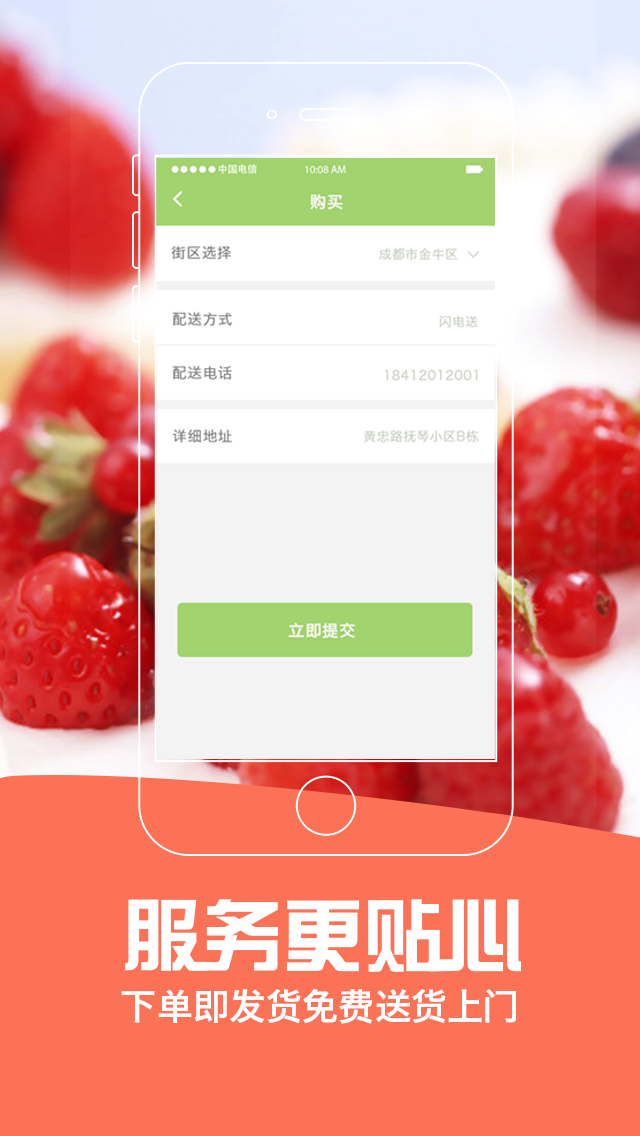 中国电信 10:08 AM
购买
街区选择 成都市金牛区
配送方式 闪电送
配送电话 18412012001
详细地址 黄忠路抚琴小区B栋
立即提交
服务更贴心
下单即发货免费送货上门